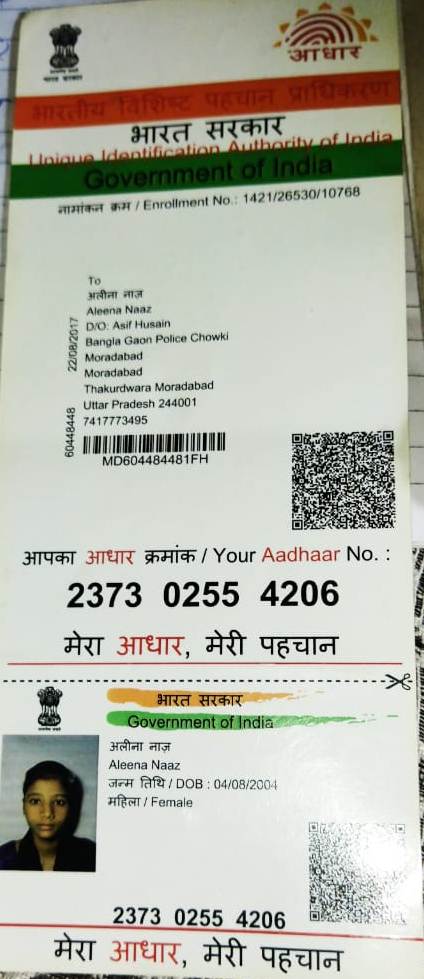 भारत सरकार
आधार
भारतीय विशिष्ट पहचान प्राधिकरण
भारत सरकार
Unique Identification Authority of India
Government of India
नामांकन क्रम / Enrollment No.: 1421/26530/10768
To
अलीना नाज़
Aleena Naaz
D/O: Asif Husain
Bangla Gaon Police Chowki
Moradabad
Moradabad
Thakurdwara Moradabad
Uttar Pradesh 244001
7417773495
60448448 22/08/2017
MD604484481FH
आपका आधार क्रमांक / Your Aadhaar No. :
2373 0255 4206
मेरा आधार, मेरी पहचान
भारत सरकार
Government of India
अलीना नाज़
Aleena Naaz
जन्म तिथि / DOB : 04/08/2004
महिला / Female
2373 0255 4206
मेरा आधार, मेरी पहचान